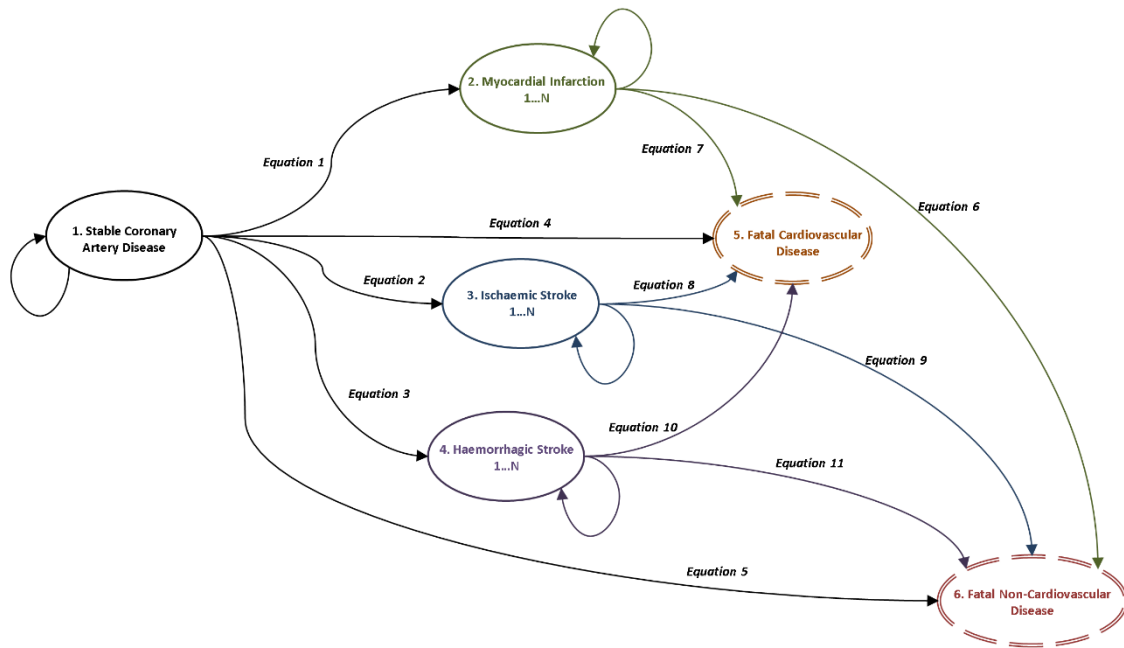 2. Myocardial Infarction
1...N
Equation 1
Equation 7
Equation 6
1. Stable Coronary
Artery Disease
Equation 4
5. Fatal Cardiovascular
Disease
Equation 2
3. Ischaemic Stroke
1...N
Equation 8
Equation 9
Equation 3
4. Haemorrhagic Stroke
1...N
Equation 10
Equation 11
Equation 5
6. Fatal Non-Cardiovascular
Disease